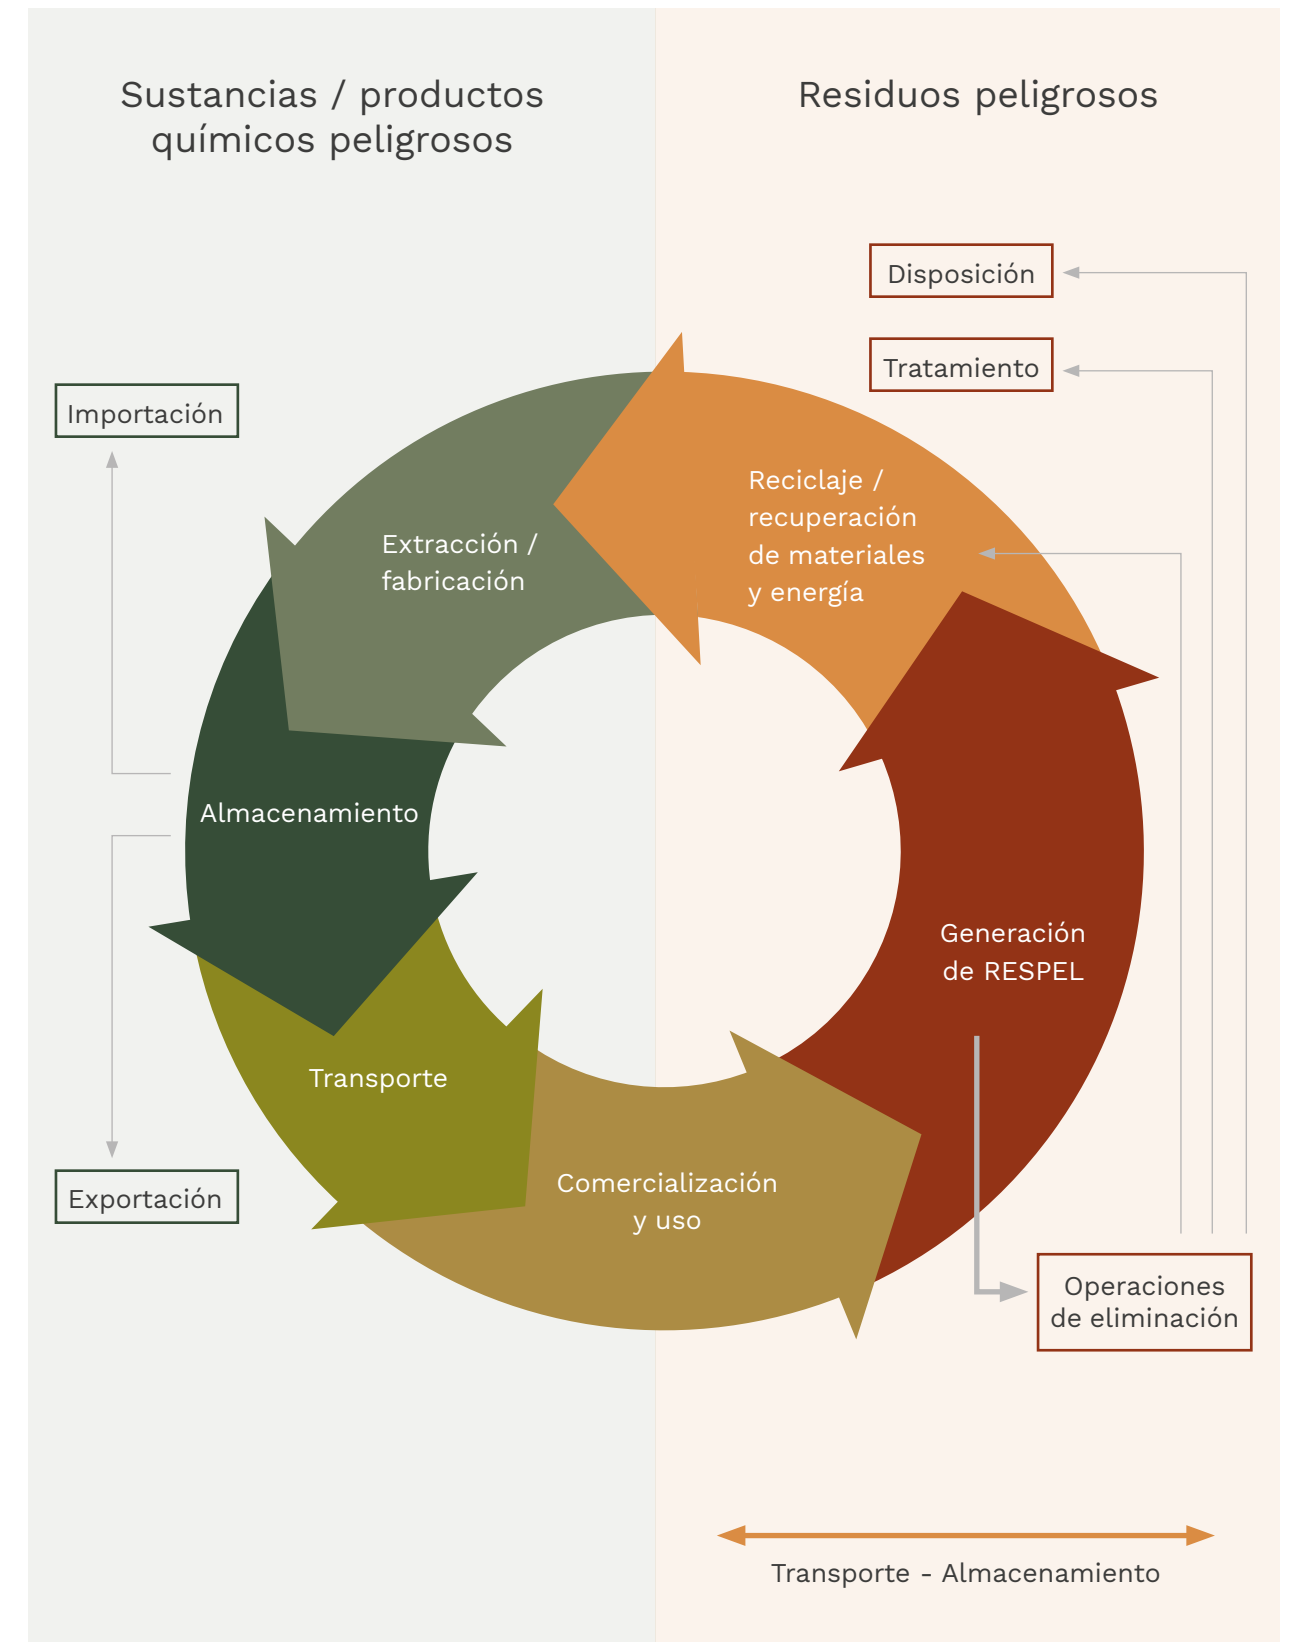 Sustancias / productos
químicos peligrosos
Residuos peligrosos
Disposición
Tratamiento
Importación
Reciclaje /
recuperación
de materiales
y energía
Extracción /
fabricación
Almacenamiento
Generación
de RESPEL
Transporte
Comercialización
y uso
Exportación
Operaciones
de eliminación
Transporte - Almacenamiento